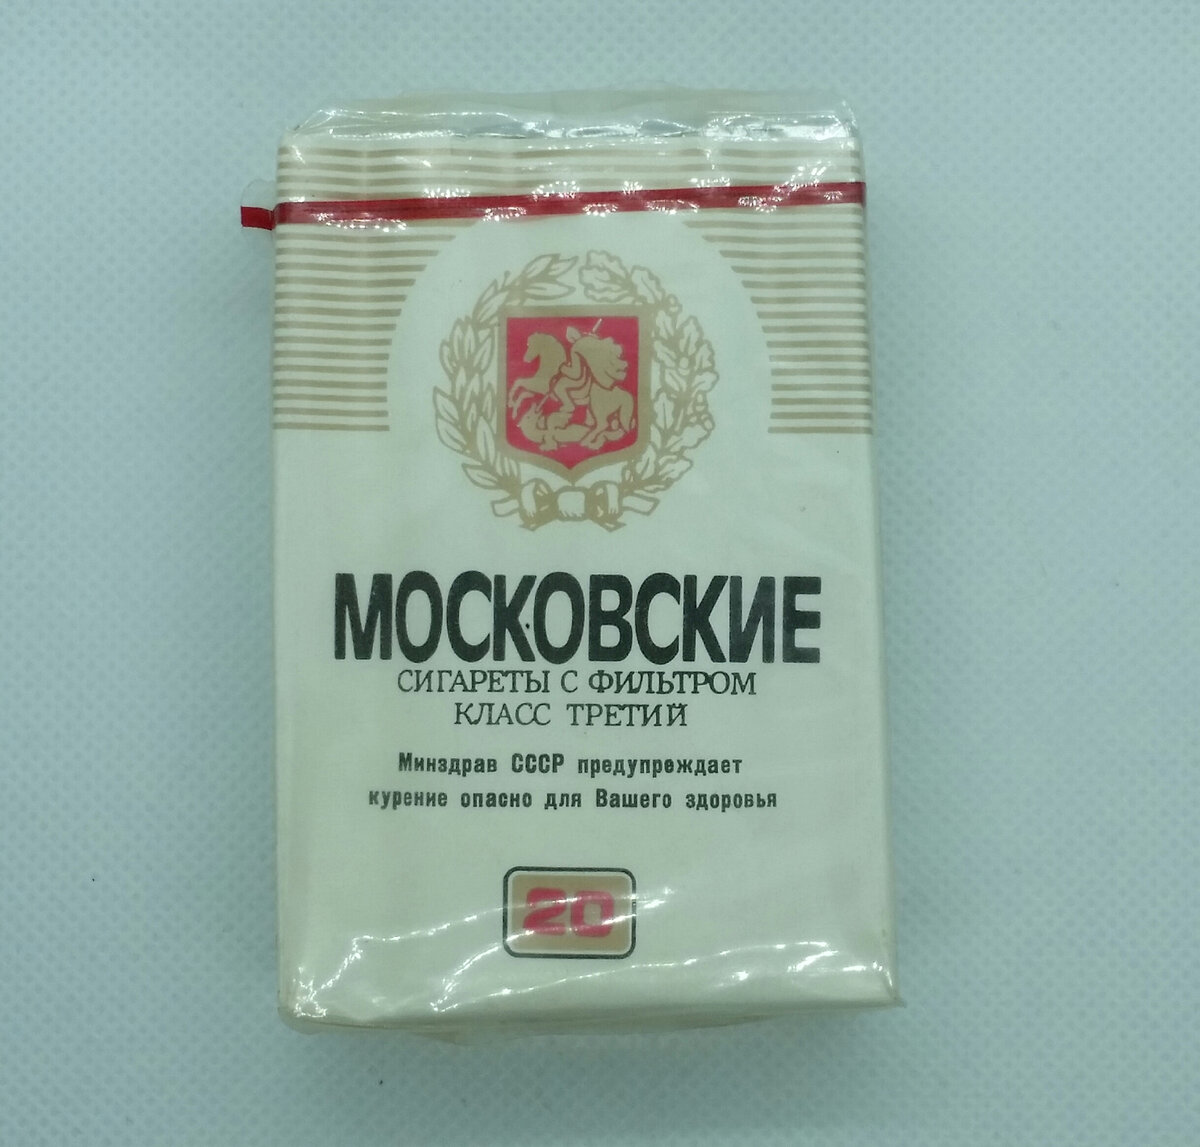 МОСКОВСКИЕ
СИГАРЕТЫ С ФИЛЬТРОМ
КЛАСС ТРЕТИЙ
Минздрав СССР предупреждает
курение опасно для Вашего здоровья
20